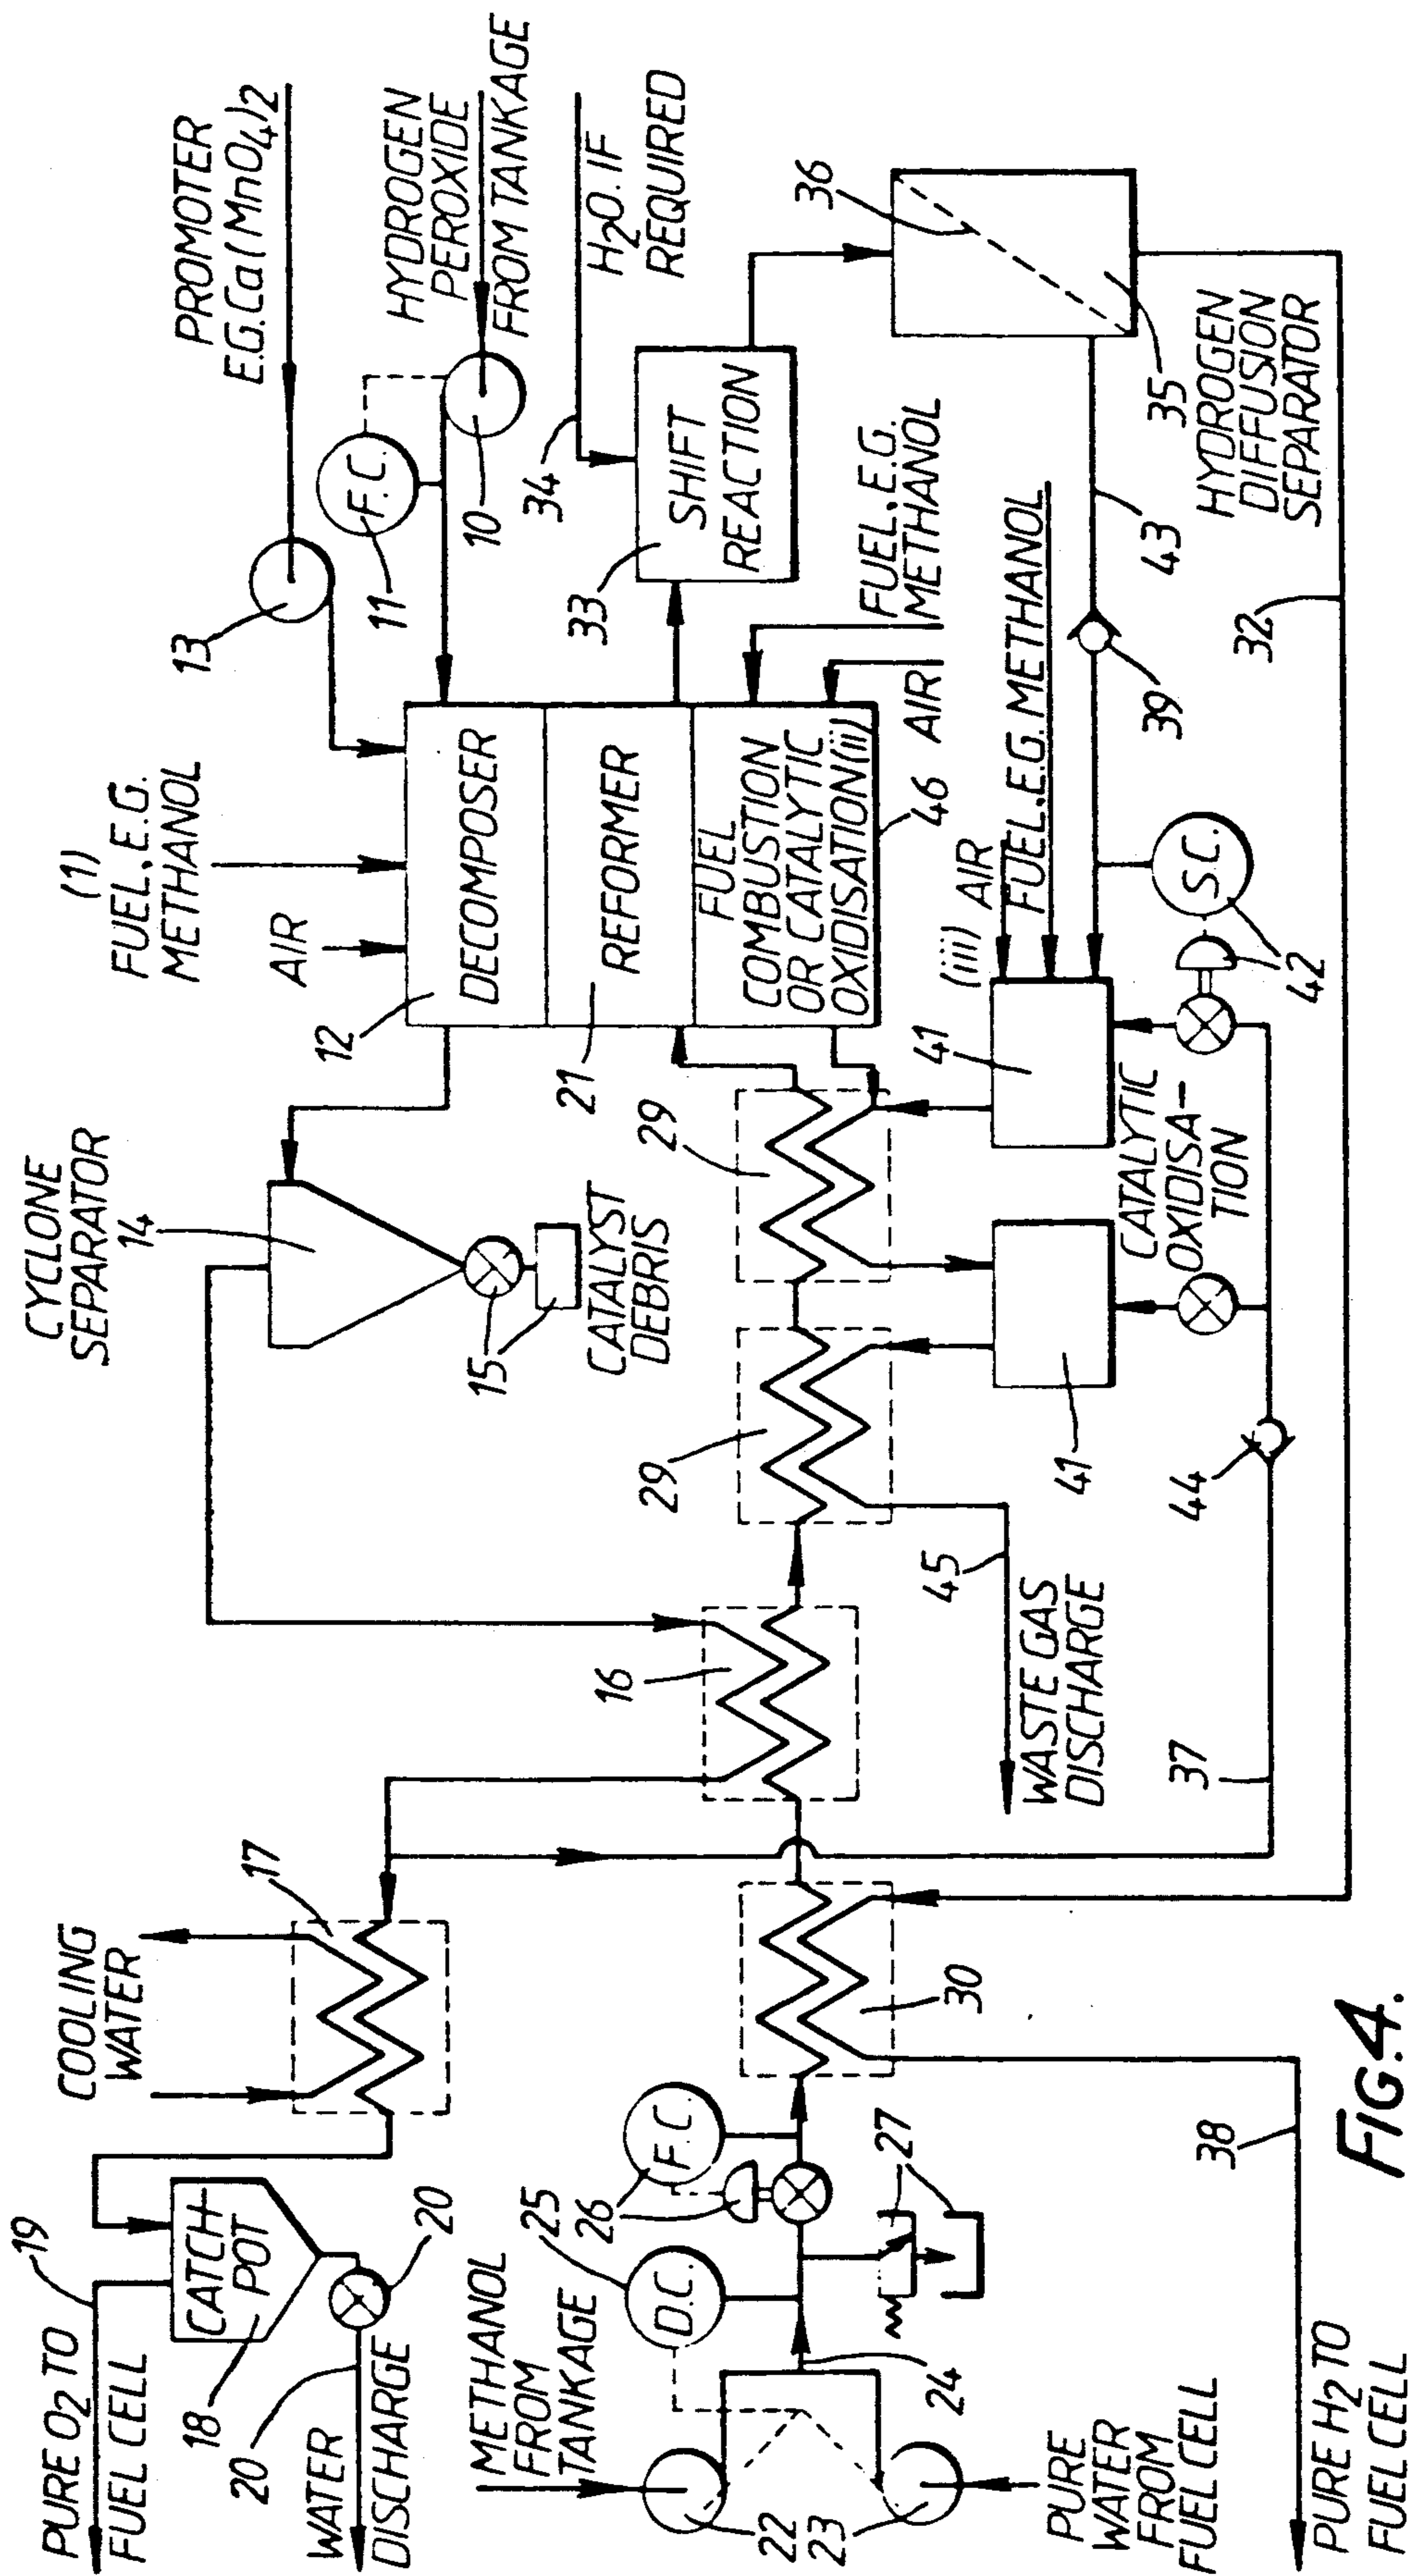 PROMOTER
E.G.Ca(MnO4)2
HYDROGEN
PEROXIDE
FROM TANKAGE
H2O. IF
REQUIRED
13
11
F.C.
10
34
36
(1)
FUEL, E.G.
METHANOL
AIR
12
DECOMPOSER
21
REFORMER
FUEL
COMBUSTION
OR CATALYTIC
OXIDISATION (ii)
46
33
SHIFT
REACTION
FUEL, E.G.
METHANOL
AIR
35
HYDROGEN
DIFFUSION
SEPARATOR
43
39
32
CYCLONE
SEPARATOR
14
15
CATALYST
DEBRIS
29
29
(iii) AIR
FUEL, E.G. METHANOL
41
41
CATALYTIC
OXIDISA-
TION
S.C.
42
44
45
WASTE GAS
DISCHARGE
16
37
COOLING
WATER
17
30
PURE O2 TO
FUEL CELL
19
CATCH
POT
18
20
20
WATER
DISCHARGE
METHANOL
FROM
TANKAGE
25
D.C.
26
F.C.
27
22
23
24
PURE
WATER
FROM
FUEL CELL
38
PURE H2 TO
FUEL CELL
FIG.4.